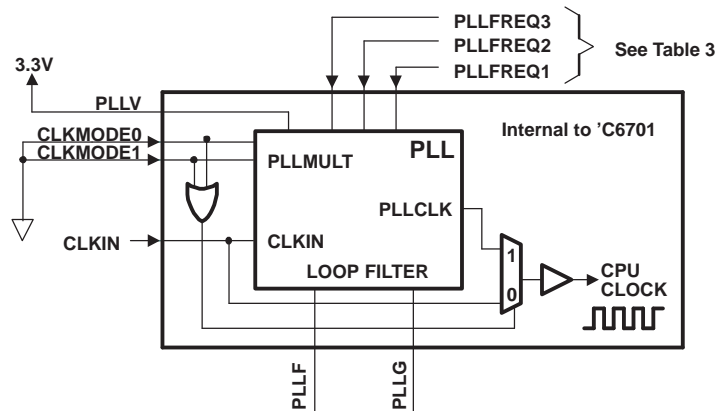 PLLFREQ3
PLLFREQ2
PLLFREQ1
See Table 3
3.3V
PLLV
CLKMODE0
CLKMODE1
Internal to ’C6701
PLL
PLLMULT
PLLCLK
CLKIN
CLKIN
LOOP FILTER
1
0
CPU
CLOCK
PLLF
PLLG